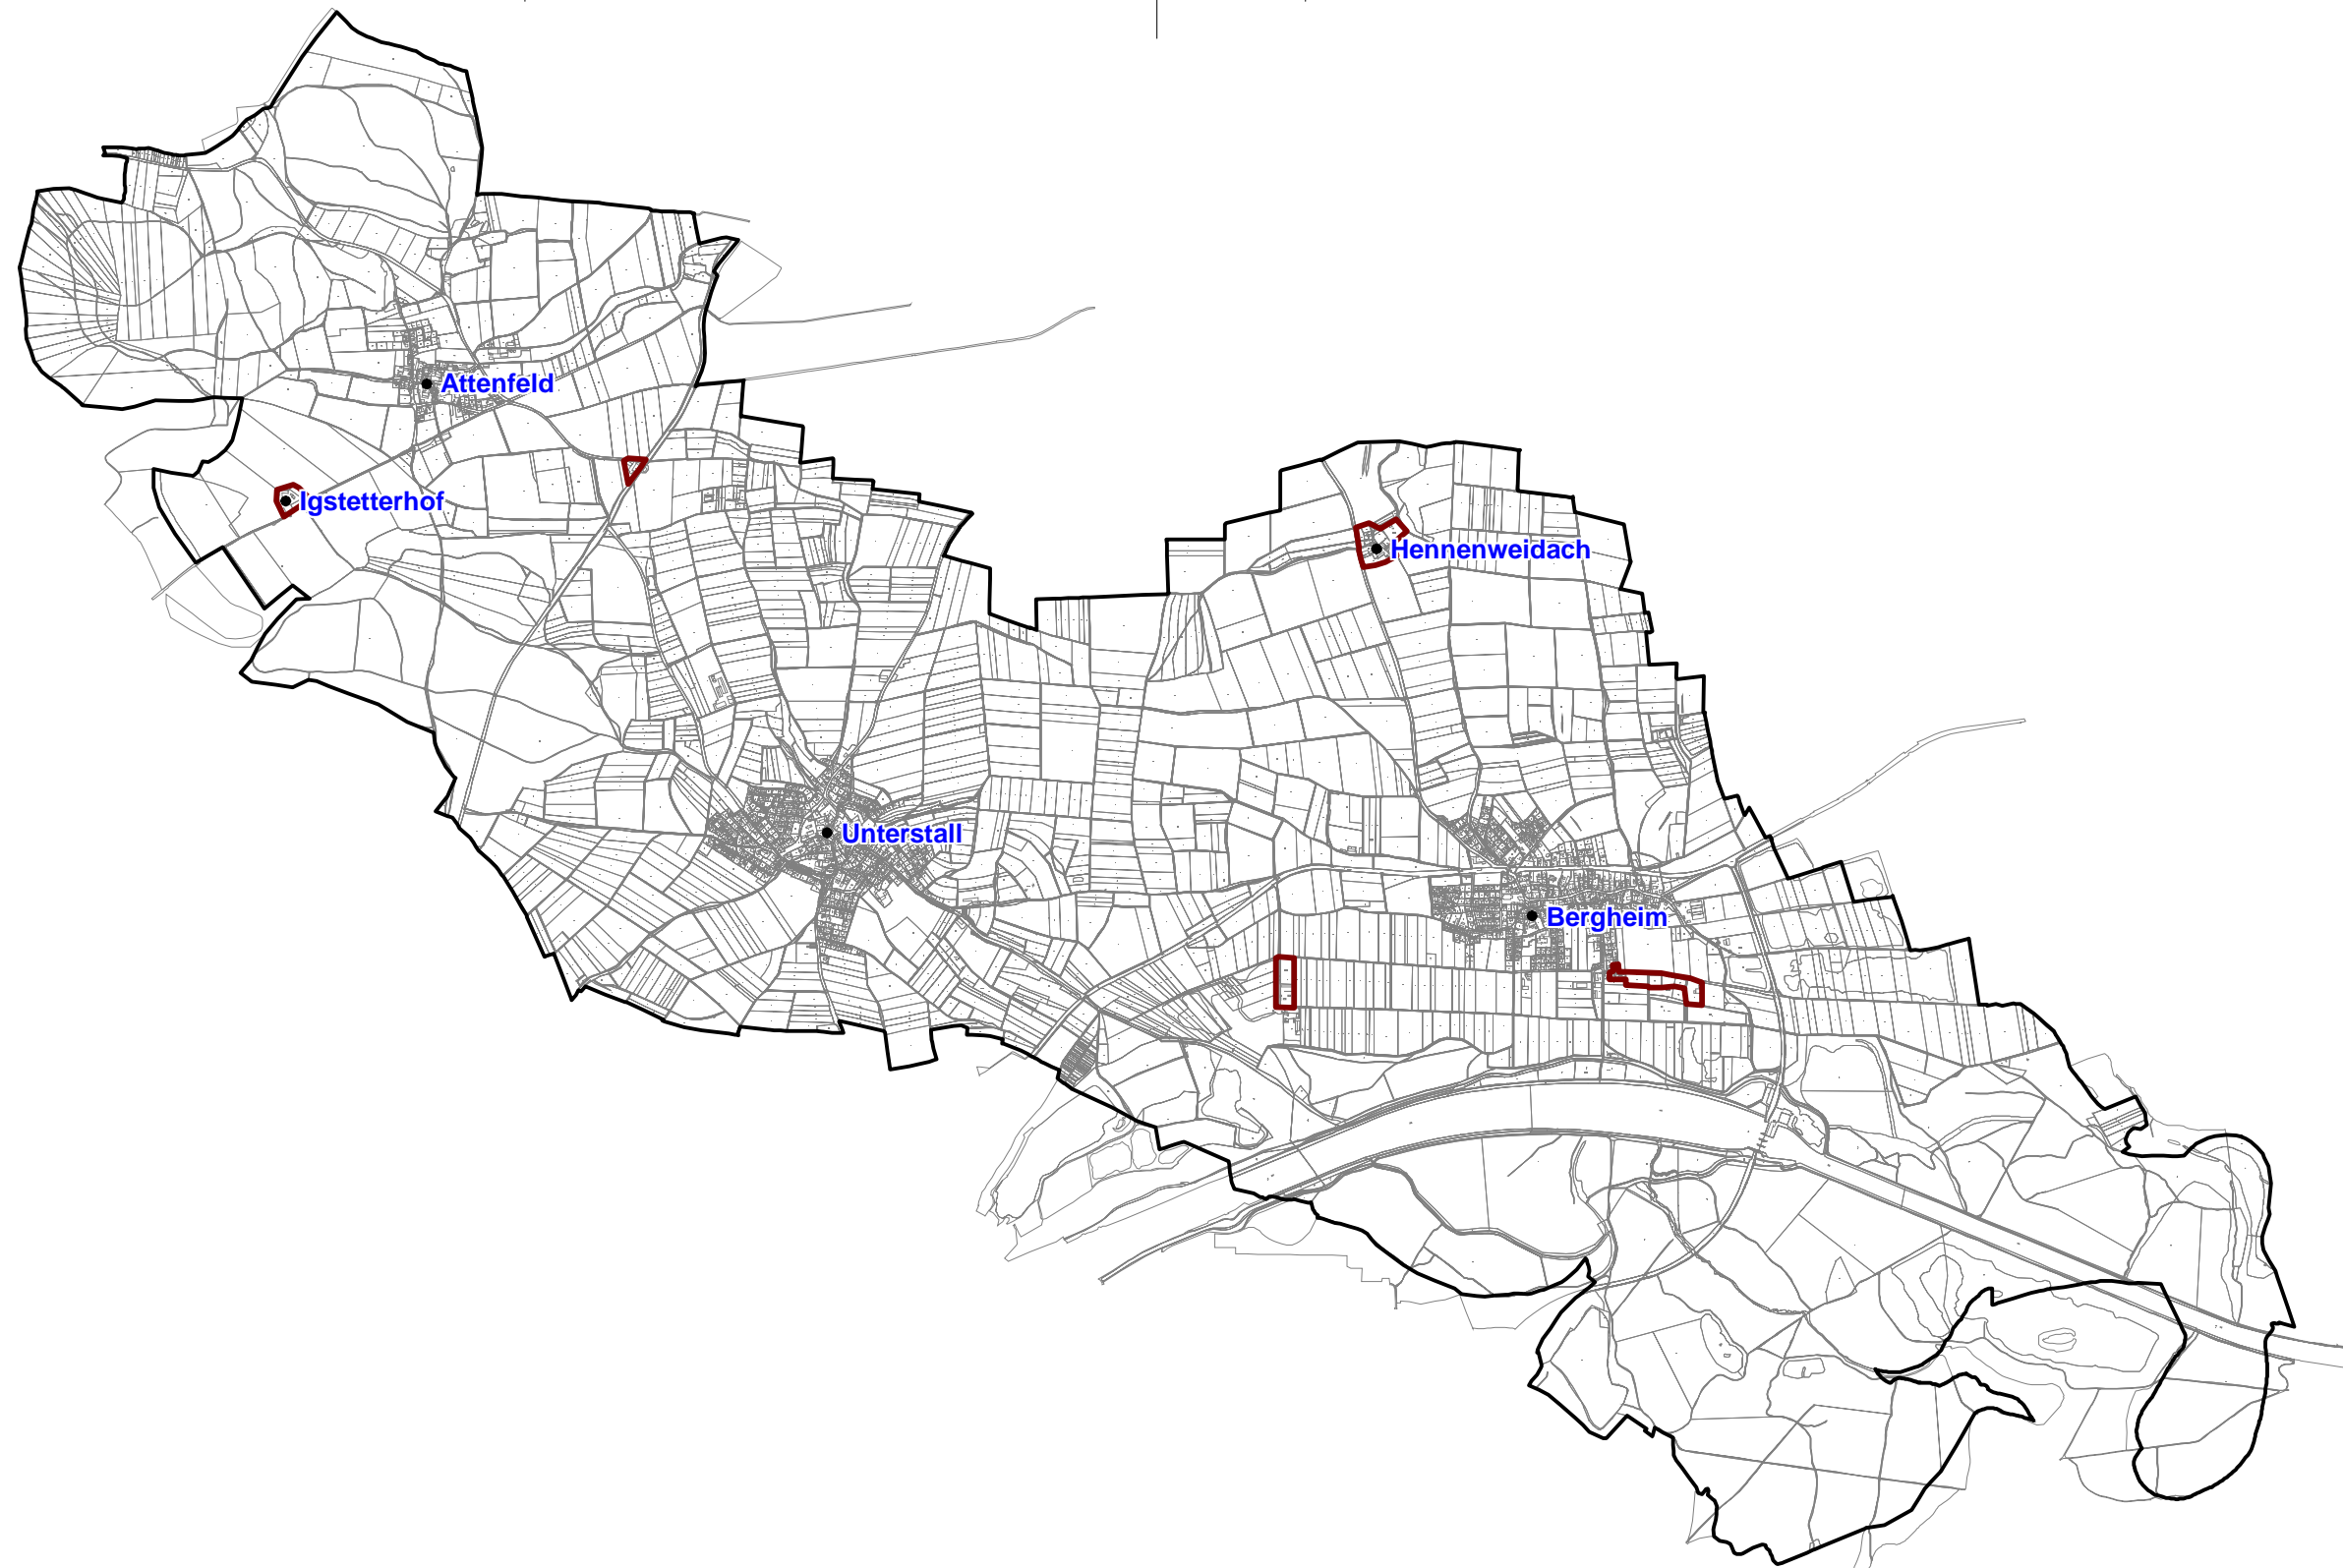 Attenfeld
Igstetterhof
Hennenweidach
Unterstall
Bergheim